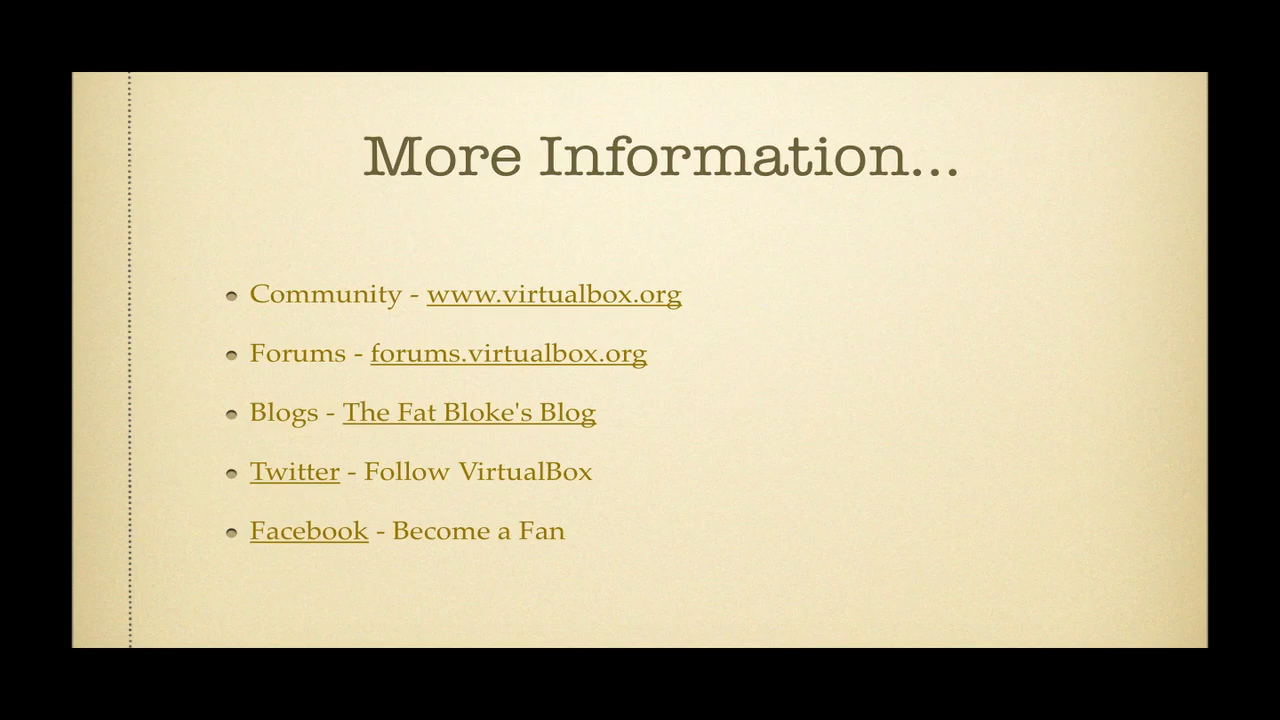 More Information...
Community - www.virtualbox.org
Forums - forums.virtualbox.org
Blogs - The Fat Bloke's Blog
Twitter - Follow VirtualBox
Facebook - Become a Fan